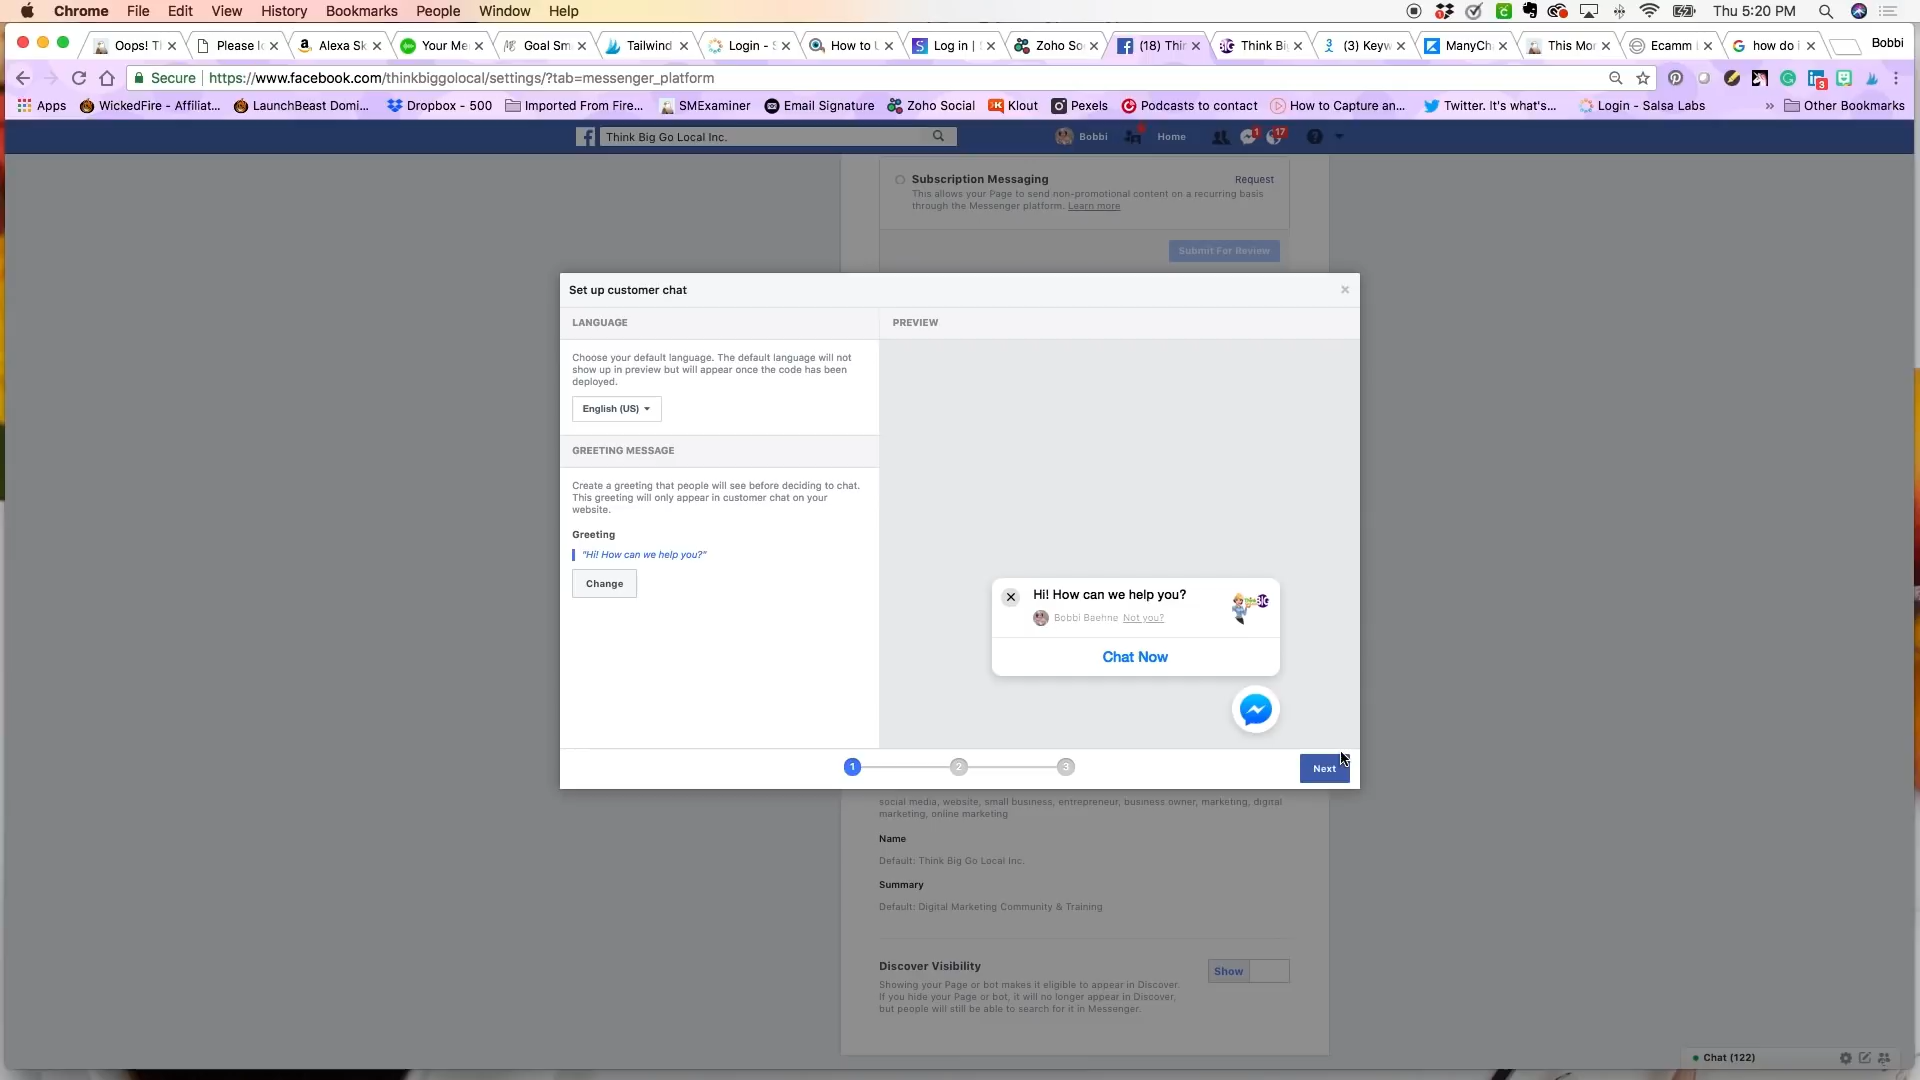 Chrome File Edit View History Bookmarks People Window Help
Thu 5:20 PM
Oops! T
Please l
Alexa Sk
Your Me
Goal Sm
Tailwind
Login - S
How to U
Log in |
Zoho So
(18) Thin
Think Bi
(3) Keyw
ManyCh
This Mor
Ecamm
how do i
Bobbi
Secure https://www.facebook.com/thinkbiggolocal/settings/?tab=messenger_platform
Apps WickedFire - Affiliat... LaunchBeast Domi... Dropbox - 500 Imported From Fire... SMExaminer Email Signature Zoho Social Klout Pexels Podcasts to contact How to Capture an... Twitter. It's what's... Login - Salsa Labs » Other Bookmarks
Think Big Go Local Inc.
Bobbi
Home
1
17
Subscription Messaging
Request
This allows your Page to send non-promotional content on a recurring basis
through the Messenger platform. Learn more
Submit For Review
Set up customer chat
LANGUAGE
Choose your default language. The default language will not
show up in preview but will appear once the code has been
deployed.
English (US)
GREETING MESSAGE
Create a greeting that people will see before deciding to chat.
This greeting will only appear in customer chat on your
website.
Greeting
"Hi! How can we help you?"
Change
PREVIEW
Hi! How can we help you?
Bobbi Baehne Not you?
Chat Now
1
2
3
Next
social media, website, small business, entrepreneur, business owner, marketing, digital
marketing, online marketing
Name
Default: Think Big Go Local Inc.
Summary
Default: Digital Marketing Community & Training
Discover Visibility
Show
Showing your Page or bot makes it eligible to appear in Discover.
If you hide your Page or bot, it will no longer appear in Discover,
but people will still be able to search for it in Messenger.
Chat (122)